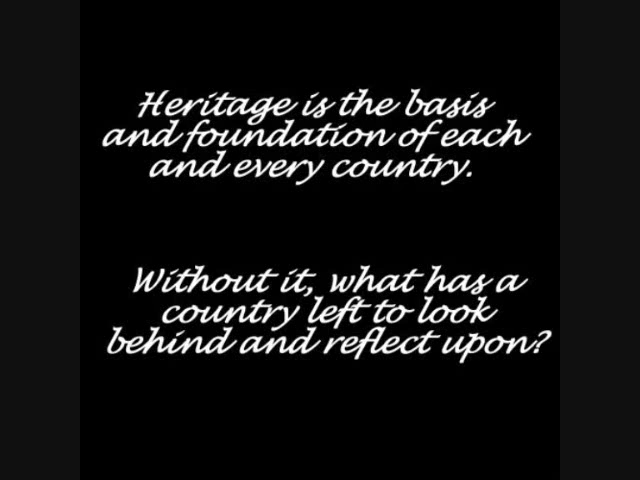 Heritage is the basis
and foundation of each
and every country.
Without it, what has a
country left to look
behind and reflect upon?